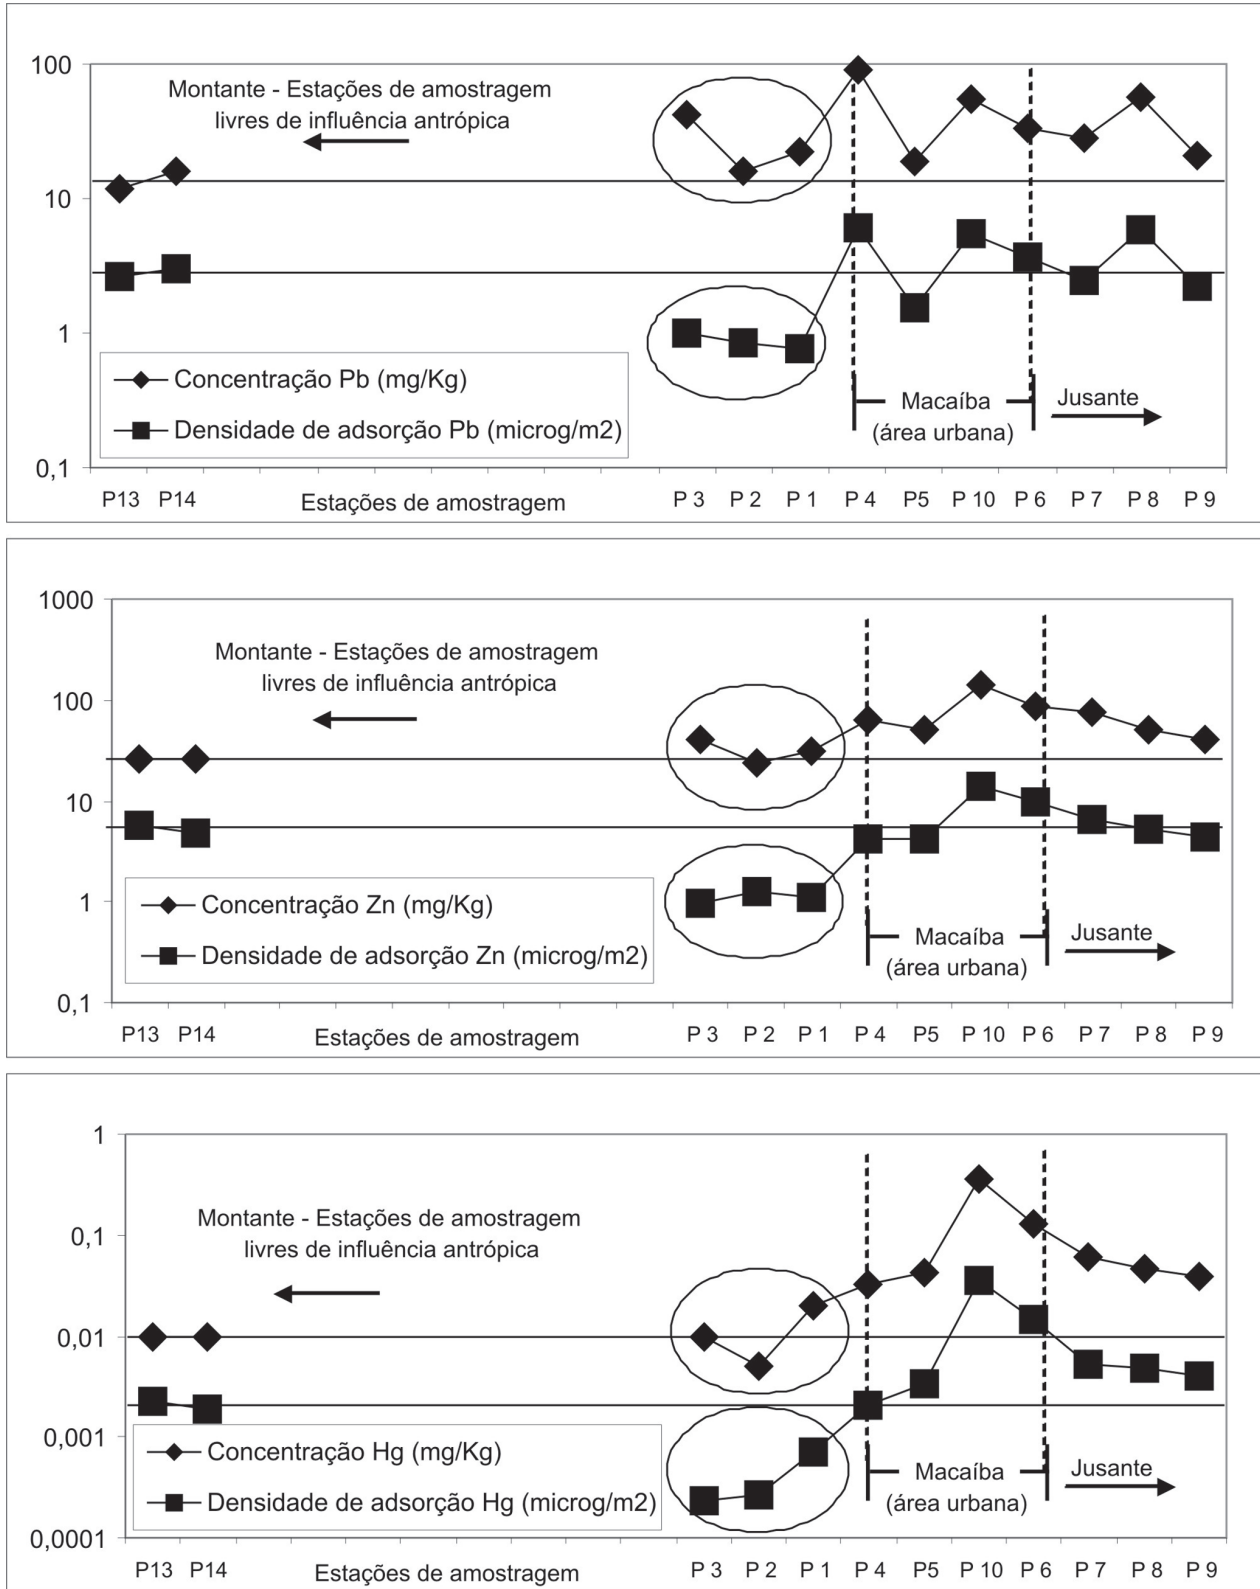 100
10
1
0,1
Montante - Estações de amostragem
livres de influência antrópica
Concentração Pb (mg/Kg)
Densidade de adsorção Pb (microg/m2)
Macaíba
(área urbana)
Jusante
P13 P14 Estações de amostragem P 3 P 2 P 1 P 4 P5 P 10 P 6 P 7 P 8 P 9
1000
100
10
1
0,1
Montante - Estações de amostragem
livres de influência antrópica
Concentração Zn (mg/Kg)
Densidade de adsorção Zn (microg/m2)
Macaíba
(área urbana)
Jusante
P13 P14 Estações de amostragem P 3 P 2 P 1 P 4 P5 P 10 P 6 P 7 P 8 P 9
1
0,1
0,01
0,001
0,0001
Montante - Estações de amostragem
livres de influência antrópica
Concentração Hg (mg/Kg)
Densidade de adsorção Hg (microg/m2)
Macaíba
(área urbana)
Jusante
P13 P14 Estações de amostragem P 3 P 2 P 1 P 4 P5 P 10 P 6 P 7 P 8 P 9